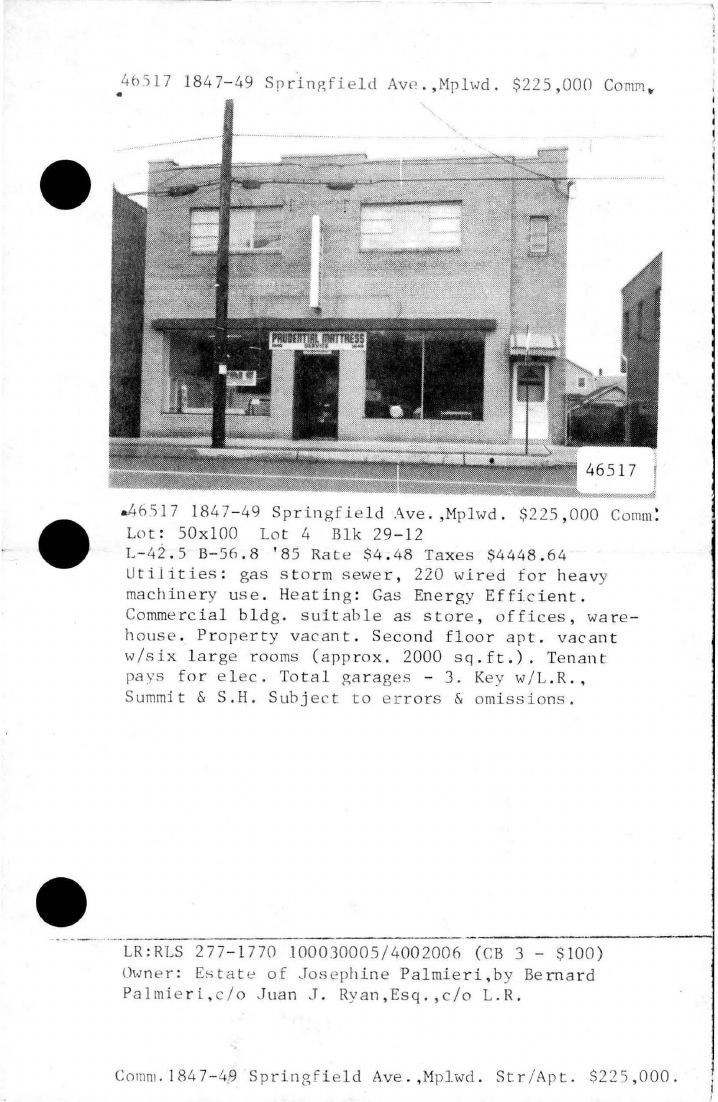 46517 1847-49 Springfield Ave.,Mplwd. $225,000 Comm.
PRUDENTIAL MATTRESS
SERVICE
46517
46517 1847-49 Springfield Ave.,Mplwd. $225,000 Comm.
Lot: 50x100 Lot 4 Blk 29-12
L-42.5 B-56.8 '85 Rate $4.48 Taxes $4448.64
Utilities: gas storm sewer, 220 wired for heavy
machinery use. Heating: Gas Energy Efficient.
Commercial bldg. suitable as store, offices, ware-
house. Property vacant. Second floor apt. vacant
w/six large rooms (approx. 2000 sq.ft.). Tenant
pays for elec. Total garages - 3. Key w/L.R.,
Summit & S.H. Subject to errors & omissions.
LR:RLS 277-1770 100030005/4002006 (CB 3 - $100)
Owner: Estate of Josephine Palmieri,by Bernard
Palmieri,c/o Juan J. Ryan,Esq.,c/o L.R.
Comm.1847-49 Springfield Ave.,Mplwd. Str/Apt. $225,000.